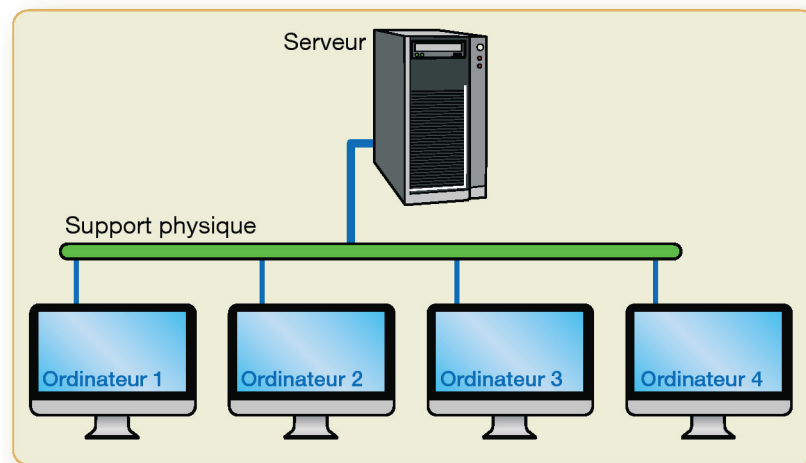 Serveur
Support physique
Ordinateur 1
Ordinateur 2
Ordinateur 3
Ordinateur 4